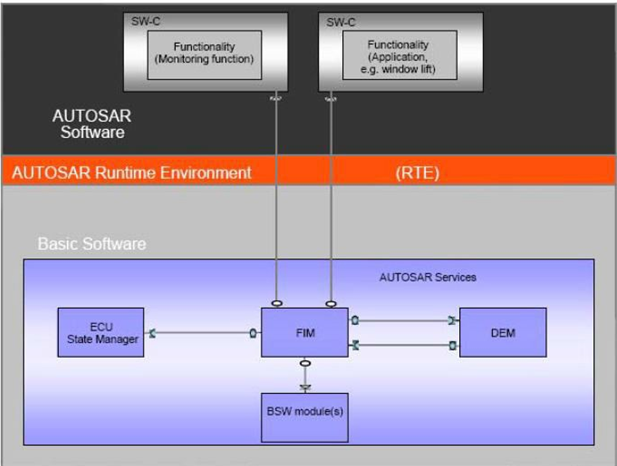 SW-C
Functionality
(Monitoring function)
SW-C
Functionality
(Application,
e.g. window lift)
AUTOSAR
Software
AUTOSAR Runtime Environment (RTE)
Basic Software
AUTOSAR Services
ECU
State Manager
FIM
DEM
BSW module(s)